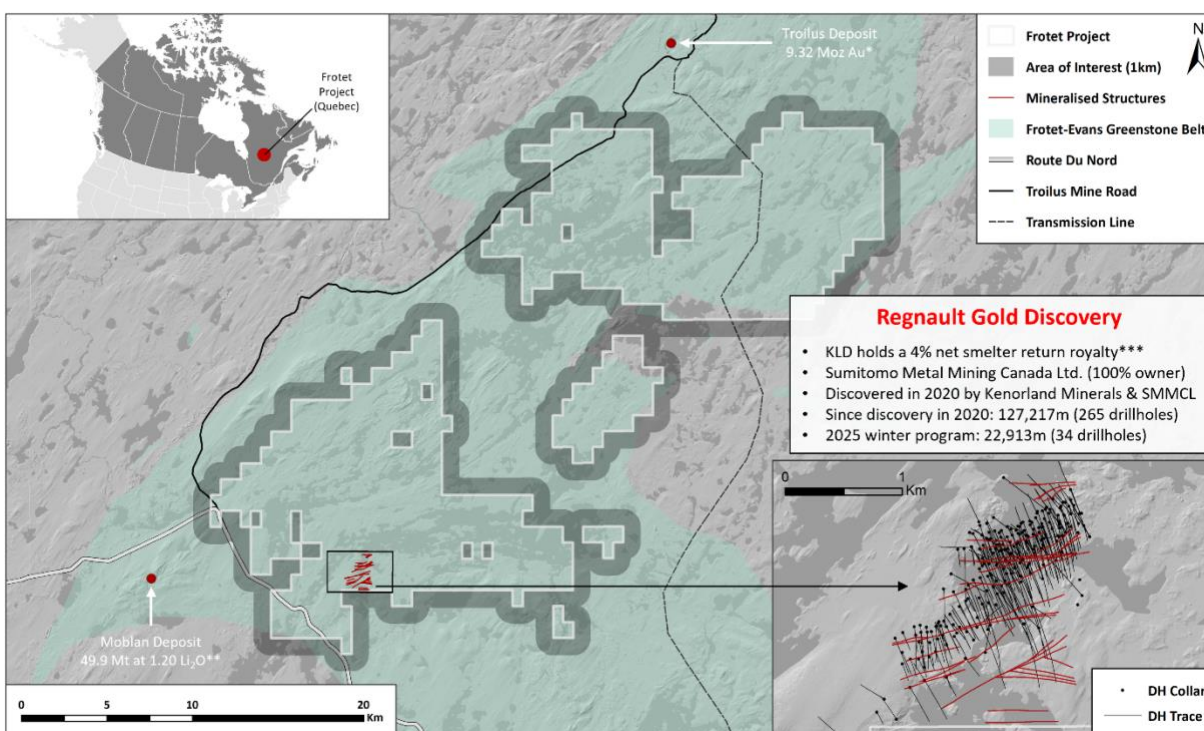 Frotet
Project
(Quebec)
Troilus Deposit
9.32 Moz Au*
N
Frotet Project
Area of Interest (1km)
Mineralised Structures
Frotet-Evans Greenstone Belt
Route Du Nord
Troilus Mine Road
Transmission Line
Regnault Gold Discovery
• KLD holds a 4% net smelter return royalty***
• Sumitomo Metal Mining Canada Ltd. (100% owner)
• Discovered in 2020 by Kenorland Minerals & SMMCL
• Since discovery in 2020: 127,217m (265 drillholes)
• 2025 winter program: 22,913m (34 drillholes)
0 1
Km
Moblan Deposit
49.9 Mt at 1.20 Li₂O**
0 5 10 20
Km
DH Collar
DH Trace